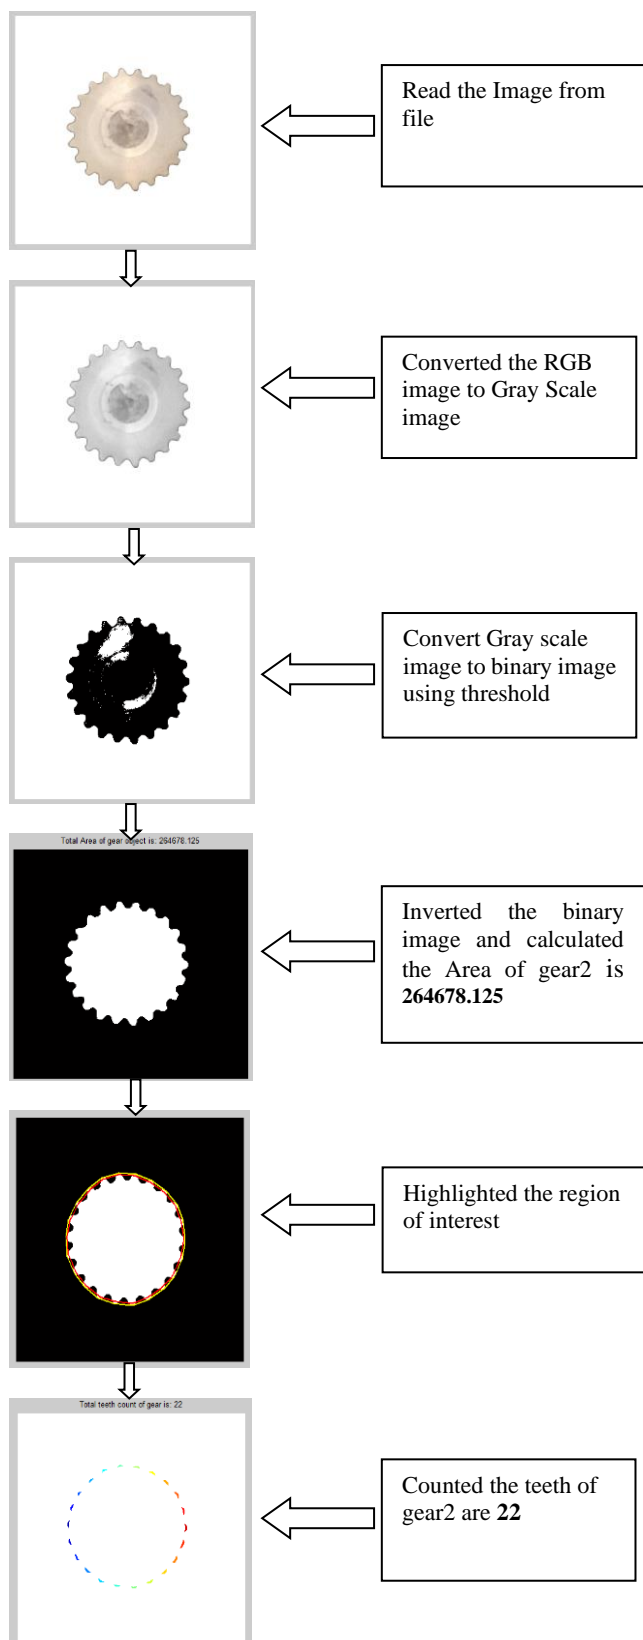 Read the Image from
file
Converted the RGB
image to Gray Scale
image
Convert Gray scale
image to binary image
using threshold
Total Area of gear object is: 264678.125
Inverted the binary
image and calculated
the Area of gear2 is
264678.125
Highlighted the region
of interest
Total teeth count of gear is: 22
Counted the teeth of
gear2 are 22